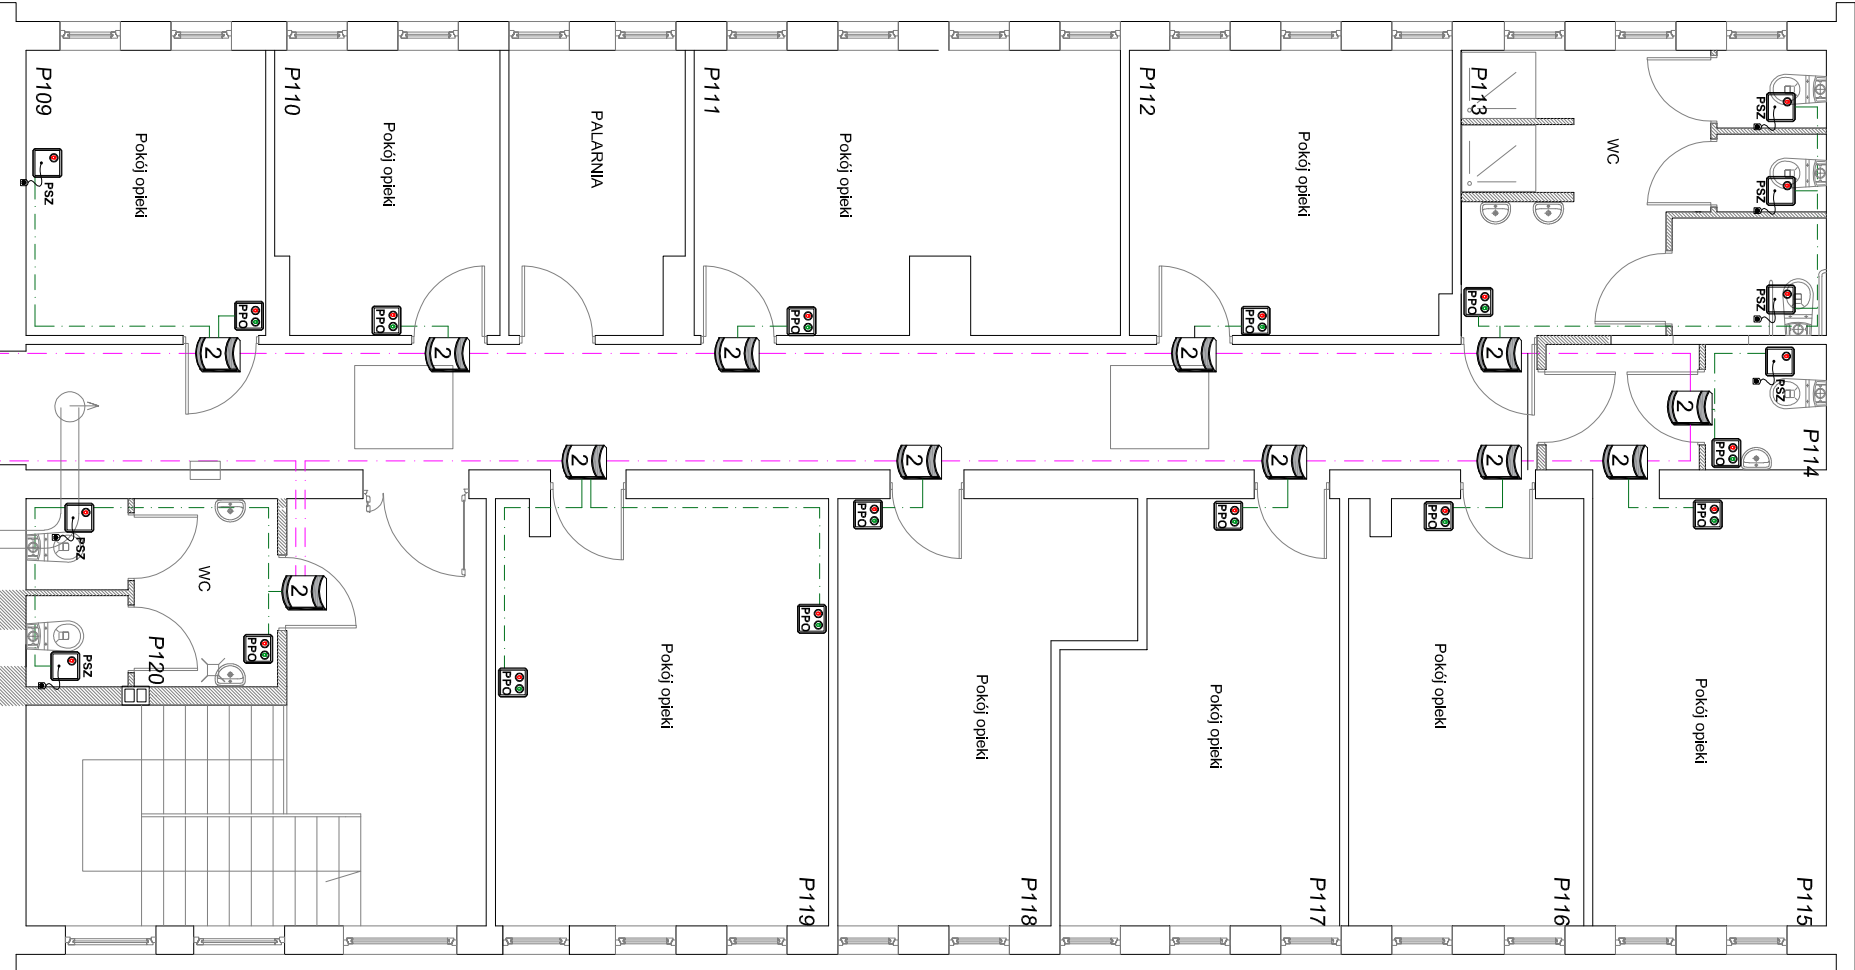 P109
Pokój opieki
PSZ
PPO
2
P110
Pokój opieki
PPO
2
PALARNIA
P111
Pokój opieki
PPO
2
P112
Pokój opieki
PPO
2
P113
WC
PSZ
PSZ
PSZ
PPO
2
P114
PSZ
PPO
2
2
PPO
Pokój opieki
P115
2
PPO
Pokój opiekI
P116
2
PPO
Pokój opieki
P117
2
PPO
Pokój opieki
P118
2
PPO
PPO
Pokój opieki
P119
2
WC
PSZ
PSZ
PPO
P120